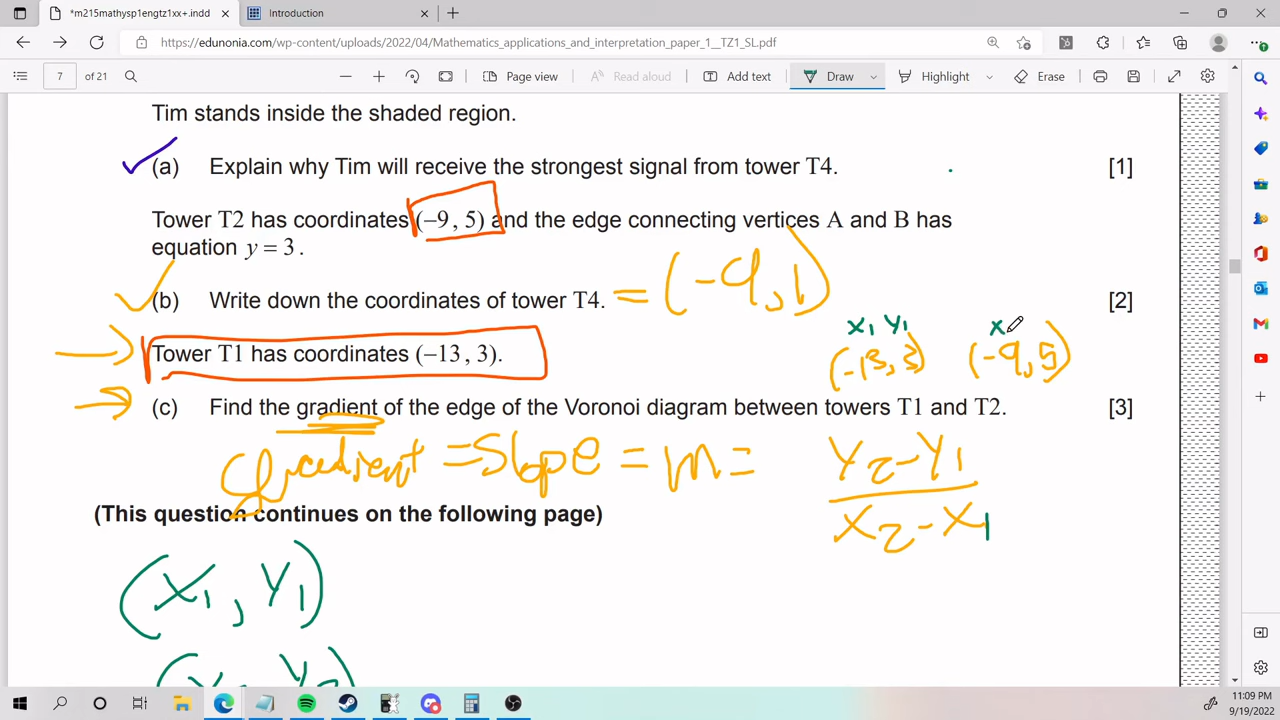 *m215mathysp1engtz1xx+.indd
Introduction
https://edunonia.com/wp-content/uploads/2022/04/Mathematics_applications_and_interpretation_paper_1__TZ1_SL.pdf
7 of 21
Page view
Read aloud
Add text
Draw
Highlight
Erase
Tim stands inside the shaded region.
(a) Explain why Tim will receive the strongest signal from tower T4. [1]
Tower T2 has coordinates (−9, 5) and the edge connecting vertices A and B has
equation y = 3.
(b) Write down the coordinates of tower T4. = (-9,1) [2]
x1 y1 x
Tower T1 has coordinates (−13, 3). (-13, 3) (-9,5)
(c) Find the gradient of the edge of the Voronoi diagram between towers T1 and T2. [3]
Gradient = Slope = m = Y2-Y1
X2-X1
(This question continues on the following page)
(X1, Y1)
11:09 PM
9/19/2022